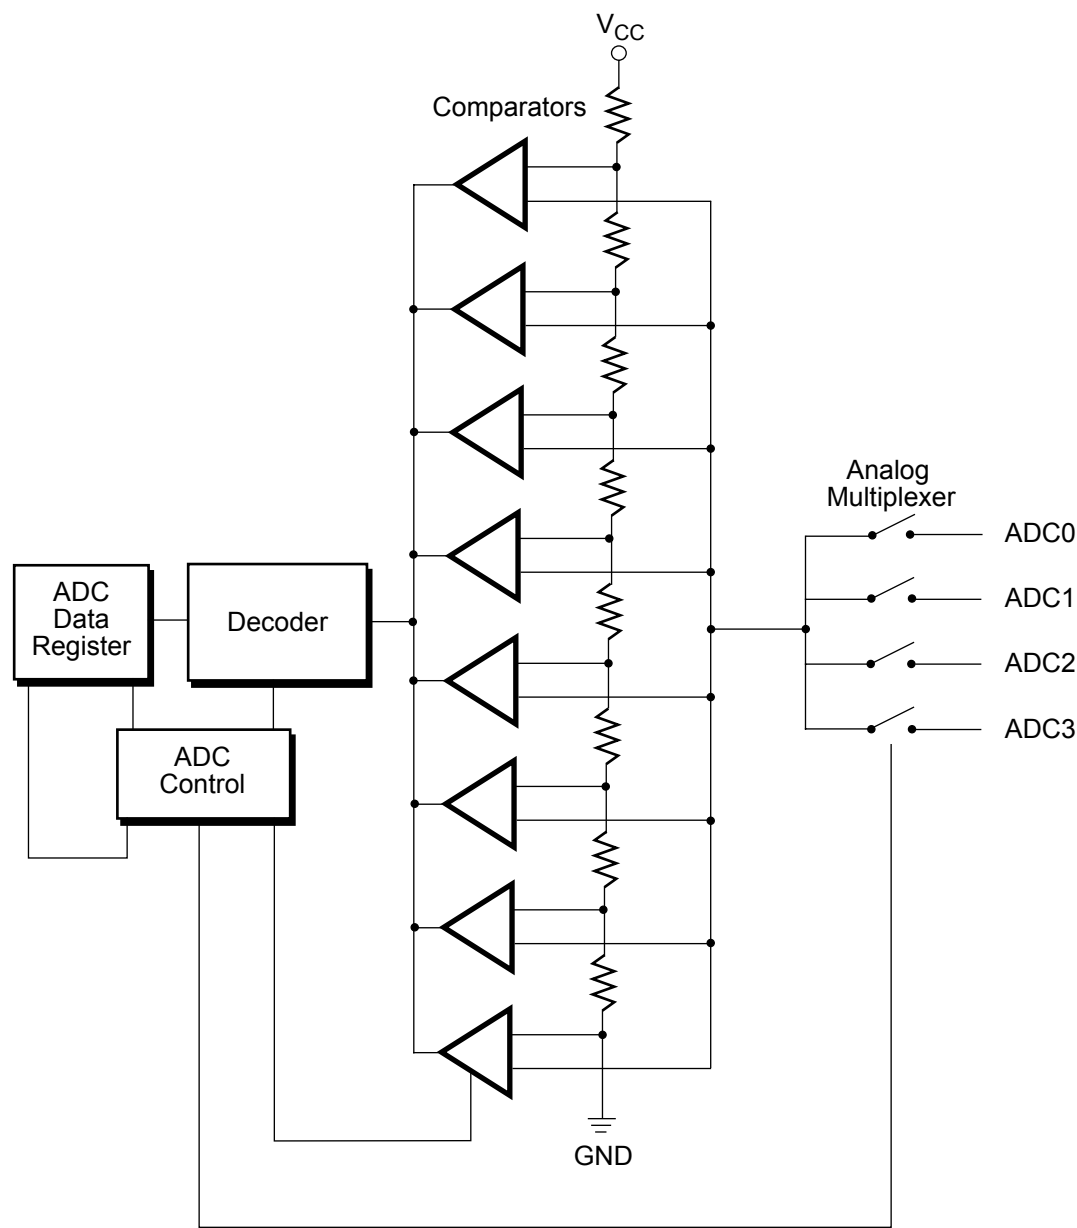 VCC
Comparators
Analog
Multiplexer
ADC0
ADC1
ADC2
ADC3
ADC
Data
Register
Decoder
ADC
Control
GND